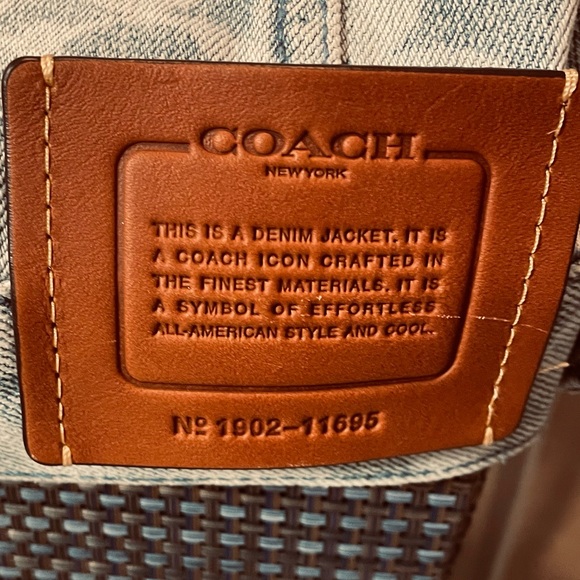 COACH
NEW YORK
THIS IS A DENIM JACKET. IT IS
A COACH ICON CRAFTED IN
THE FINEST MATERIALS. IT IS
A SYMBOL OF EFFORTLESS
ALL-AMERICAN STYLE AND COOL.
Nº 1902-11695